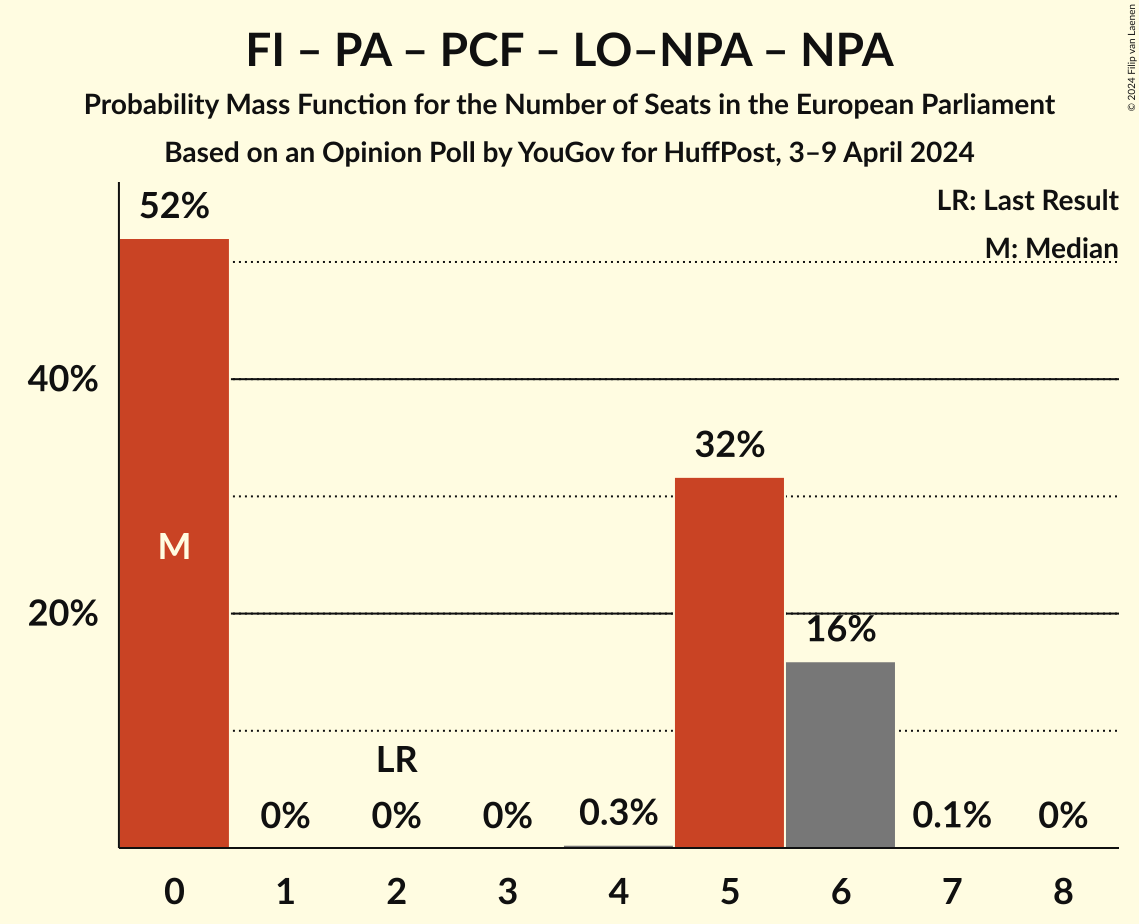 FI – PA – PCF – LO–NPA – NPA
Probability Mass Function for the Number of Seats in the European Parliament
Based on an Opinion Poll by YouGov for HuffPost, 3–9 April 2024
© 2024 Filip van Laenen
LR: Last Result
M: Median
52%
40%
32%
M
20%
16%
LR
0%
0%
0%
0.3%
0.1%
0%
0 1 2 3 4 5 6 7 8